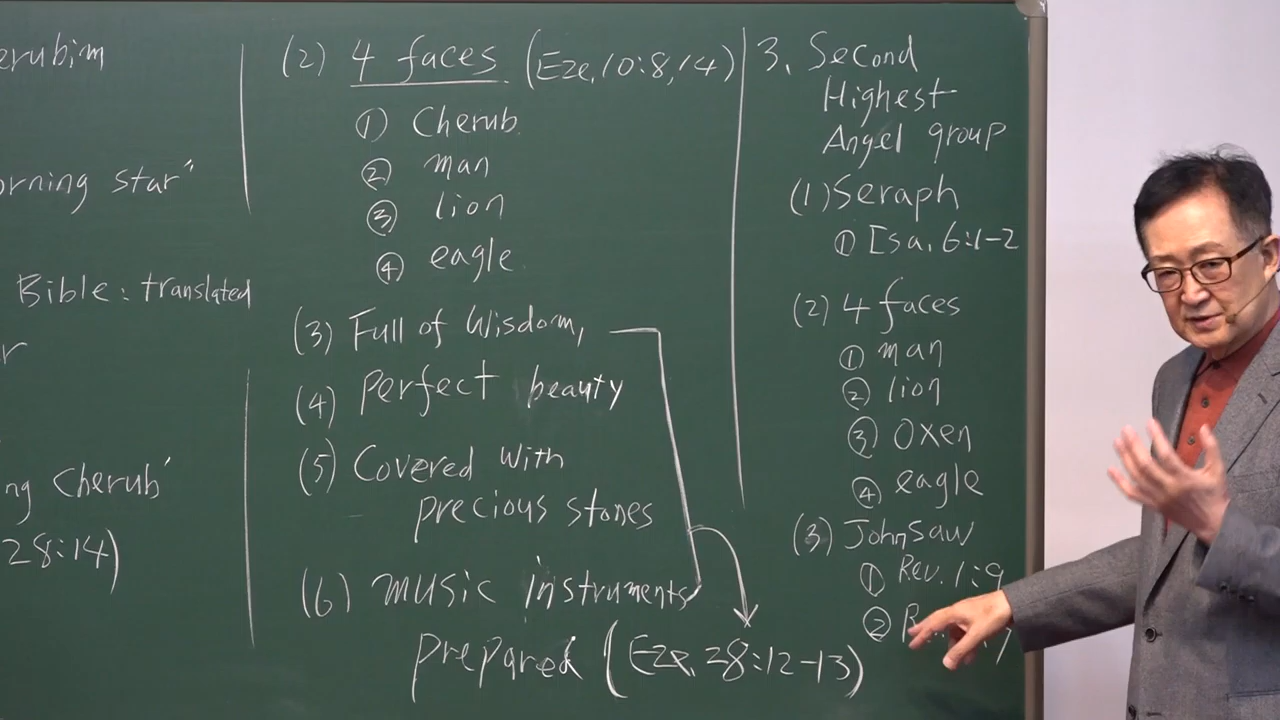 erubim
orning star"
Bible: translated
r
ng Cherub'
28:14)
(2) 4 faces (Eze, 10:8, 14)
① Cherub.
② man
③ lion
④ eagle.
(3) Full of Wisdom,
(4) Perfect beauty
(5) Covered with
precious stones
(6) music instruments
prepared (Eze, 28:12-13)
3. Second
Highest
Angel group
(1) Seraph
① Isa. 6:1-2
(2) 4 faces
① man
② lion
③ Oxen
④ eagle
(3) John saw
① Rev. 1:9
②